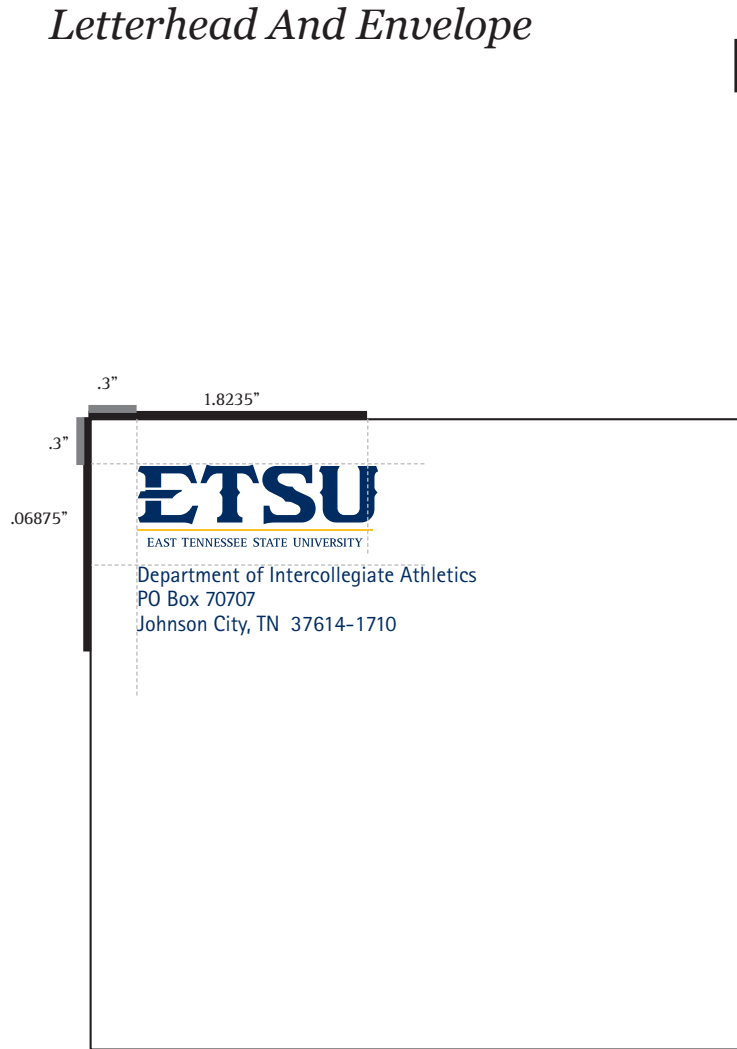 Letterhead And Envelope
.3”
1.8235”
.3”
.06875”
ETSU
EAST TENNESSEE STATE UNIVERSITY
Department of Intercollegiate Athletics
PO Box 70707
Johnson City, TN  37614-1710